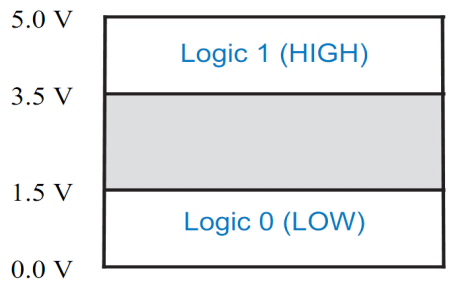 5.0 V
Logic 1 (HIGH)
3.5 V
1.5 V
Logic 0 (LOW)
0.0 V